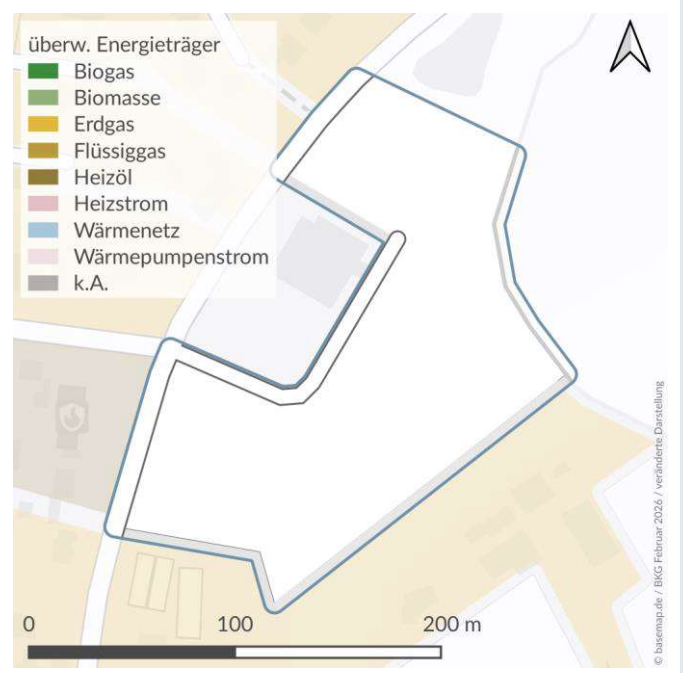 überw. Energieträger
Biogas
Biomasse
Erdgas
Flüssiggas
Heizöl
Heizstrom
Wärmenetz
Wärmepumpenstrom
k.A.
0 100 200 m
© basemap.de / BKG Februar 2026 / veränderte Darstellung